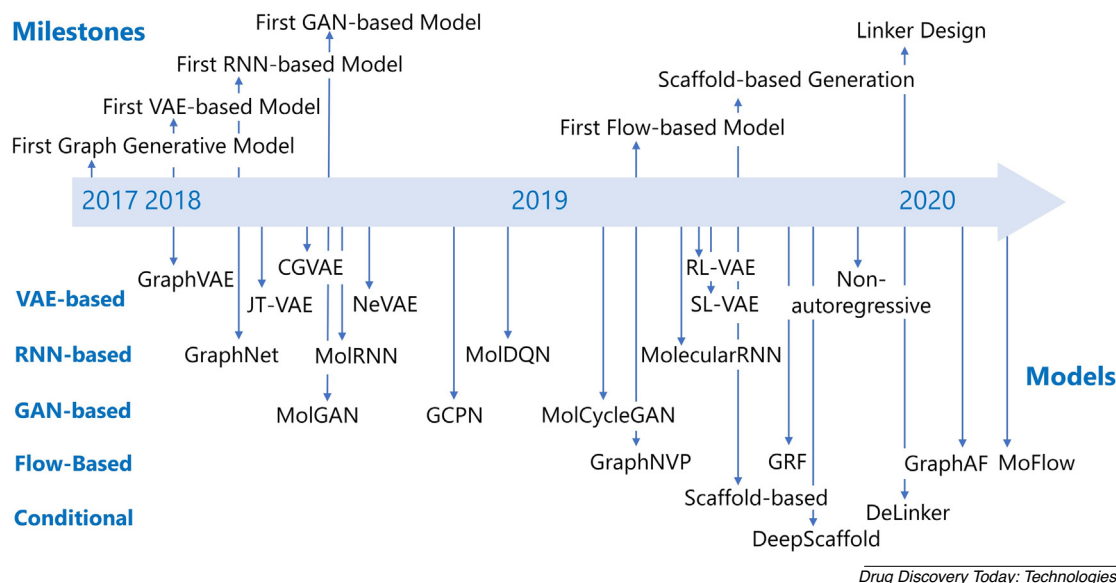 Milestones
First GAN-based Model
Linker Design
First RNN-based Model
Scaffold-based Generation
First VAE-based Model
First Flow-based Model
First Graph Generative Model
2017 2018 2019 2020
GraphVAE
CGVAE
RL-VAE
Non-
autoregressive
VAE-based
JT-VAE
NeVAE
SL-VAE
RNN-based
GraphNet
MolRNN
MolDQN
MolecularRNN
Models
GAN-based
MolGAN
GCPN
MolCycleGAN
Flow-Based
GraphNVP
GRF
GraphAF
MoFlow
Scaffold-based
Conditional
DeLinker
DeepScaffold
Drug Discovery Today: Technologies